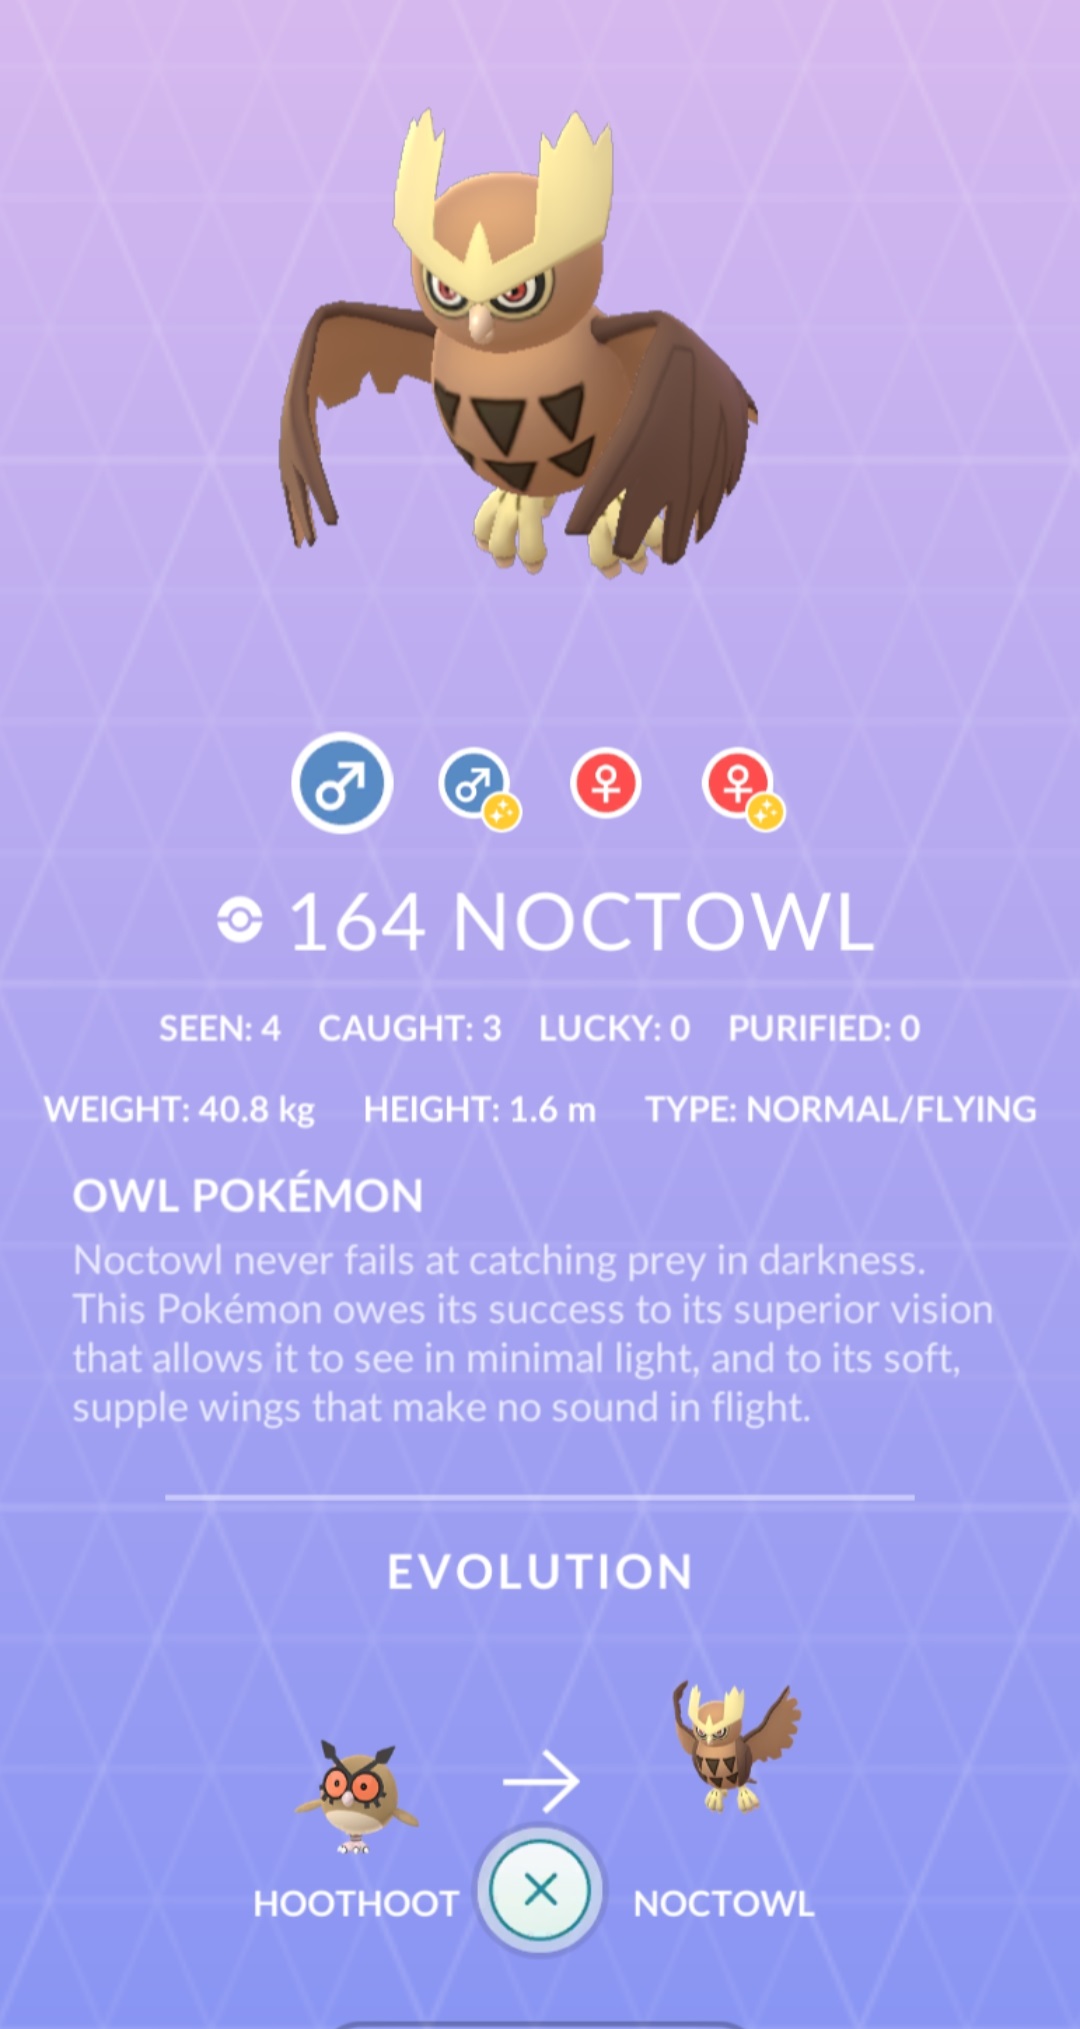 164 NOCTOWL
SEEN: 4 CAUGHT: 3 LUCKY: 0 PURIFIED: 0
WEIGHT: 40.8 kg HEIGHT: 1.6 m TYPE: NORMAL/FLYING
OWL POKÉMON
Noctowl never fails at catching prey in darkness.
This Pokémon owes its success to its superior vision
that allows it to see in minimal light, and to its soft,
supple wings that make no sound in flight.
EVOLUTION
HOOTHOOT NOCTOWL